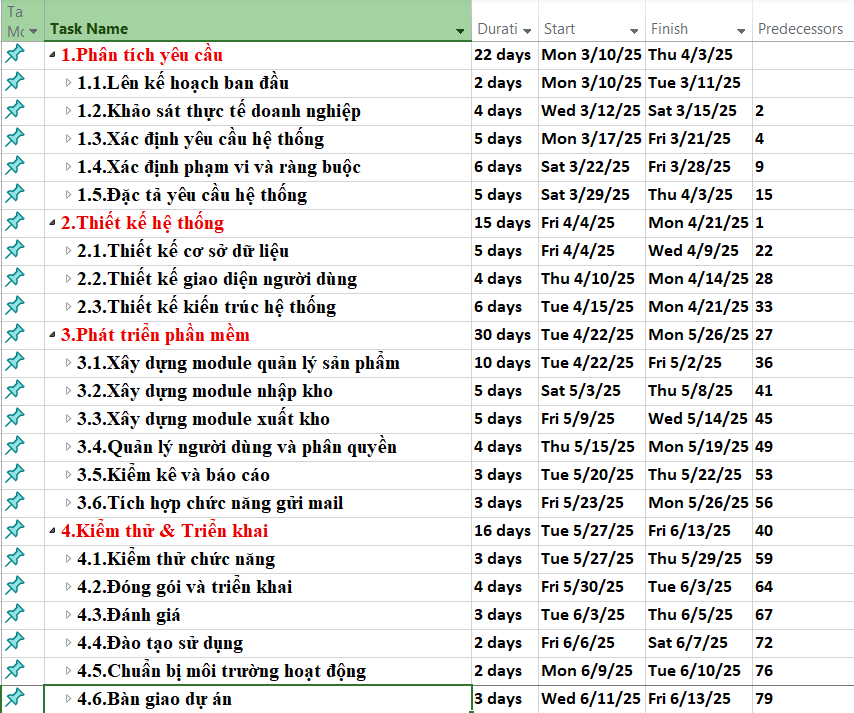 Ta
Mc Task Name Durati Start Finish Predecessors
1.Phân tích yêu cầu 22 days Mon 3/10/25 Thu 4/3/25
1.1.Lên kế hoạch ban đầu 2 days Mon 3/10/25 Tue 3/11/25
1.2.Khảo sát thực tế doanh nghiệp 4 days Wed 3/12/25 Sat 3/15/25 2
1.3.Xác định yêu cầu hệ thống 5 days Mon 3/17/25 Fri 3/21/25 4
1.4.Xác định phạm vi và ràng buộc 6 days Sat 3/22/25 Fri 3/28/25 9
1.5.Đặc tả yêu cầu hệ thống 5 days Sat 3/29/25 Thu 4/3/25 15
2.Thiết kế hệ thống 15 days Fri 4/4/25 Mon 4/21/25 1
2.1.Thiết kế cơ sở dữ liệu 5 days Fri 4/4/25 Wed 4/9/25 22
2.2.Thiết kế giao diện người dùng 4 days Thu 4/10/25 Mon 4/14/25 28
2.3.Thiết kế kiến trúc hệ thống 6 days Tue 4/15/25 Mon 4/21/25 33
3.Phát triển phần mềm 30 days Tue 4/22/25 Mon 5/26/25 27
3.1.Xây dựng module quản lý sản phẩm 10 days Tue 4/22/25 Fri 5/2/25 36
3.2.Xây dựng module nhập kho 5 days Sat 5/3/25 Thu 5/8/25 41
3.3.Xây dựng module xuất kho 5 days Fri 5/9/25 Wed 5/14/25 45
3.4.Quản lý người dùng và phân quyền 4 days Thu 5/15/25 Mon 5/19/25 49
3.5.Kiểm kê và báo cáo 3 days Tue 5/20/25 Thu 5/22/25 53
3.6.Tích hợp chức năng gửi mail 3 days Fri 5/23/25 Mon 5/26/25 56
4.Kiểm thử & Triển khai 16 days Tue 5/27/25 Fri 6/13/25 40
4.1.Kiểm thử chức năng 3 days Tue 5/27/25 Thu 5/29/25 59
4.2.Đóng gói và triển khai 4 days Fri 5/30/25 Tue 6/3/25 64
4.3.Đánh giá 3 days Tue 6/3/25 Thu 6/5/25 67
4.4.Đào tạo sử dụng 2 days Fri 6/6/25 Sat 6/7/25 72
4.5.Chuẩn bị môi trường hoạt động 2 days Mon 6/9/25 Tue 6/10/25 76
4.6.Bàn giao dự án 3 days Wed 6/11/25 Fri 6/13/25 79